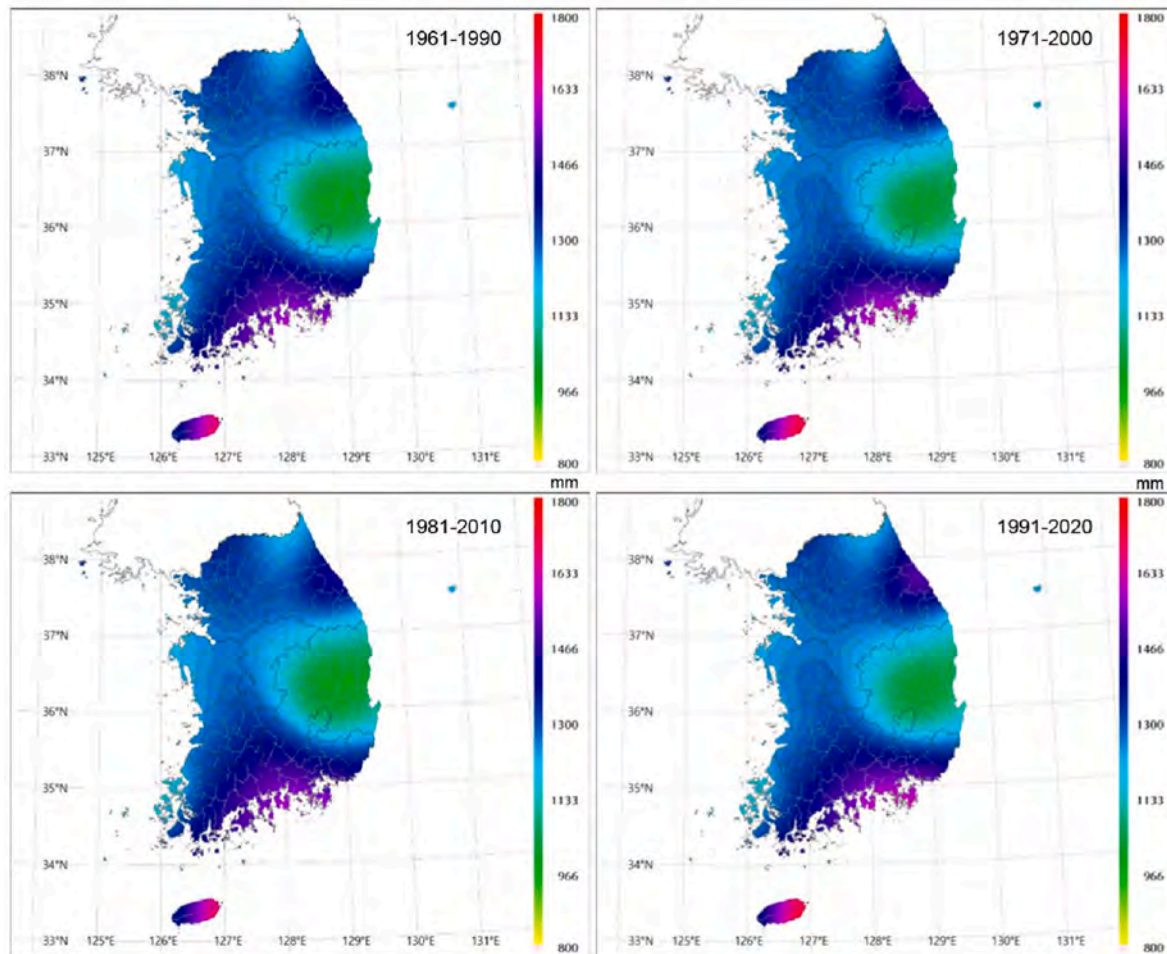 1961-1990
1800
1633
1466
1300
1133
966
800
38°N
37°N
36°N
35°N
34°N
33°N
125°E
126°E
127°E
128°E
129°E
130°E
131°E
1971-2000
1800
1633
1466
1300
1133
966
800
38°N
37°N
36°N
35°N
34°N
33°N
125°E
126°E
127°E
128°E
129°E
130°E
131°E
mm
mm
1981-2010
1800
1633
1466
1300
1133
966
800
38°N
37°N
36°N
35°N
34°N
33°N
125°E
126°E
127°E
128°E
129°E
130°E
131°E
1991-2020
1800
1633
1466
1300
1133
966
800
38°N
37°N
36°N
35°N
34°N
33°N
125°E
126°E
127°E
128°E
129°E
130°E
131°E